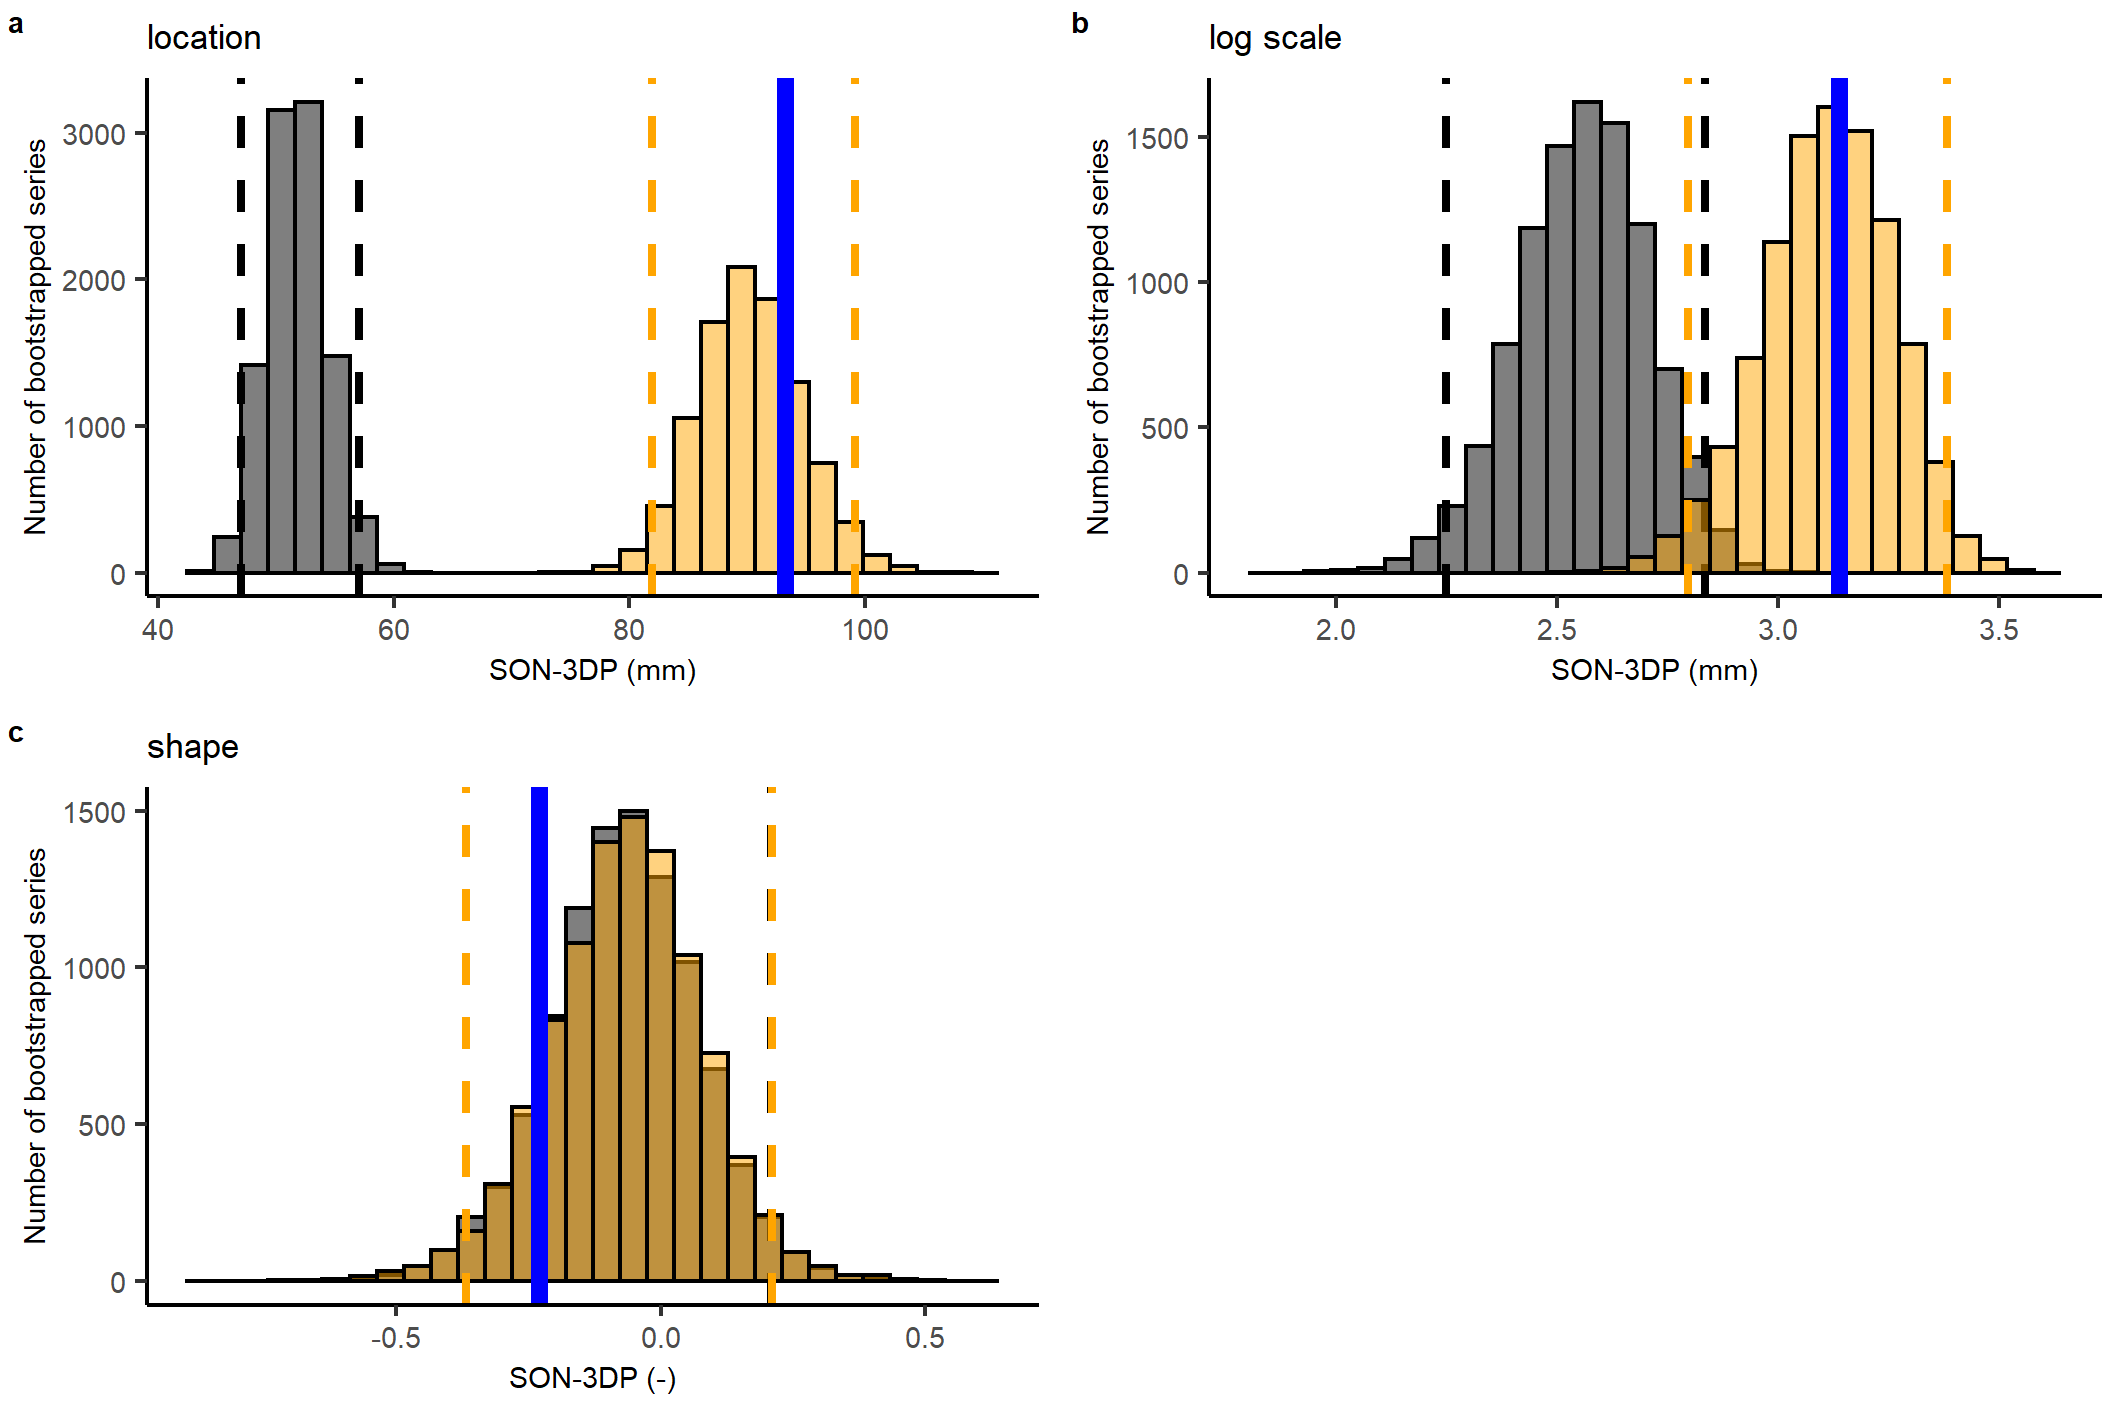 a
location
Number of bootstrapped series
3000
2000
1000
0
40 60 80 100
SON-3DP (mm)
b
log scale
Number of bootstrapped series
1500
1000
500
0
2.0 2.5 3.0 3.5
SON-3DP (mm)
c
shape
Number of bootstrapped series
1500
1000
500
0
-0.5 0.0 0.5
SON-3DP (-)